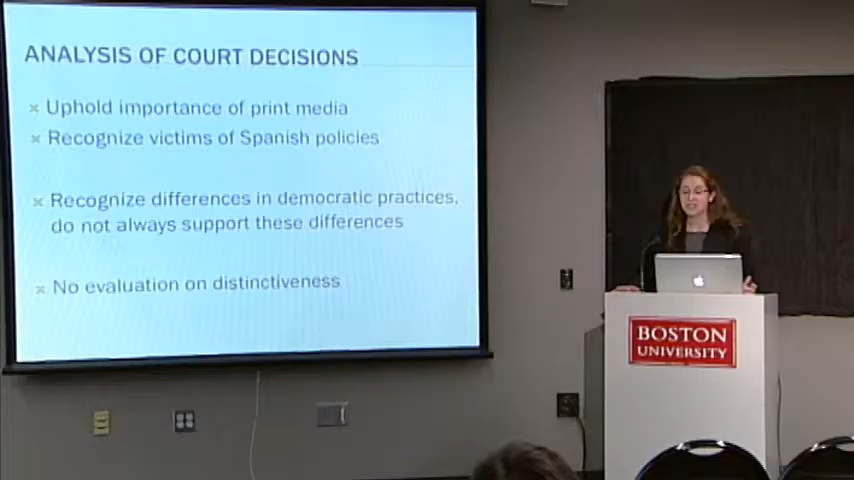 ANALYSIS OF COURT DECISIONS
Uphold importance of print media
Recognize victims of Spanish policies
Recognize differences in democratic practices,
do not always support these differences
No evaluation on distinctiveness
BOSTON
UNIVERSITY